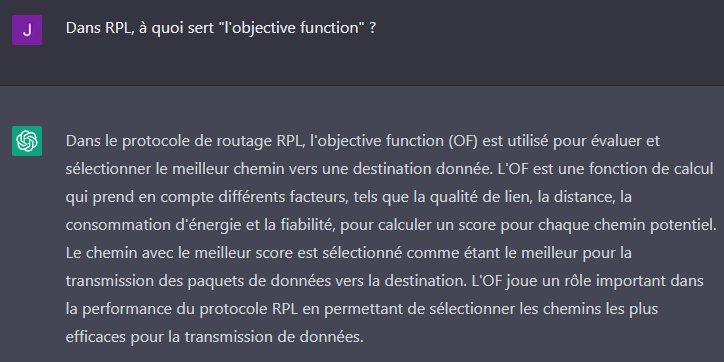 J
Dans RPL, à quoi sert "l'objective function" ?
Dans le protocole de routage RPL, l'objective function (OF) est utilisé pour évaluer et
sélectionner le meilleur chemin vers une destination donnée. L'OF est une fonction de calcul
qui prend en compte différents facteurs, tels que la qualité de lien, la distance, la
consommation d'énergie et la fiabilité, pour calculer un score pour chaque chemin potentiel.
Le chemin avec le meilleur score est sélectionné comme étant le meilleur pour la
transmission des paquets de données vers la destination. L'OF joue un rôle important dans
la performance du protocole RPL en permettant de sélectionner les chemins les plus
efficaces pour la transmission de données.